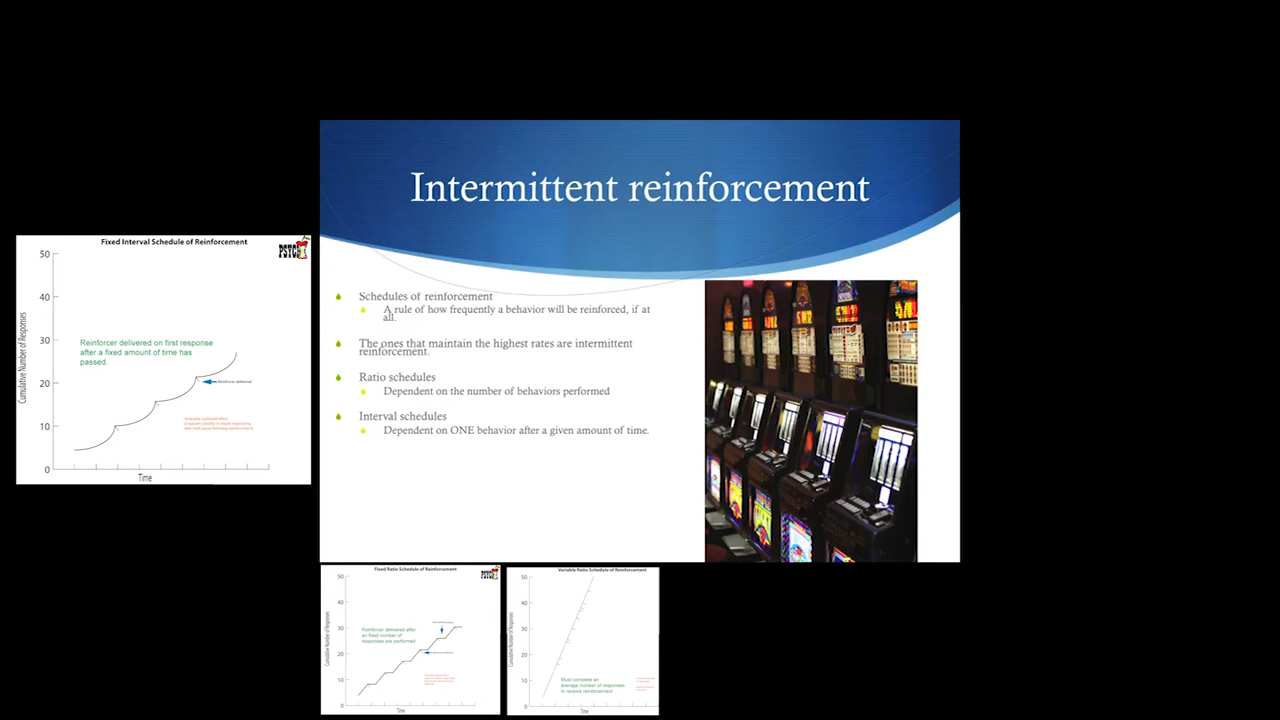 Intermittent reinforcement
Schedules of reinforcement
A rule of how frequently a behavior will be reinforced, if at
all.
The ones that maintain the highest rates are intermittent
reinforcement.
Ratio schedules
Dependent on the number of behaviors performed
Interval schedules
Dependent on ONE behavior after a given amount of time.
Fixed Interval Schedule of Reinforcement
PSYCH
Cumulative Number of Responses
50
40
30
20
10
0
Reinforcer delivered on first response
after a fixed amount of time has
passed.
Reinforcer delivered
Time
Fixed Ratio Schedule of Reinforcement
Cumulative Number of Responses
50
40
30
20
10
0
Reinforcer delivered after
an fixed number of
responses are performed
Time
Variable Ratio Schedule of Reinforcement
Cumulative Number of Responses
50
40
30
20
10
0
Must complete an
average number of responses
to receive reinforcement
Time